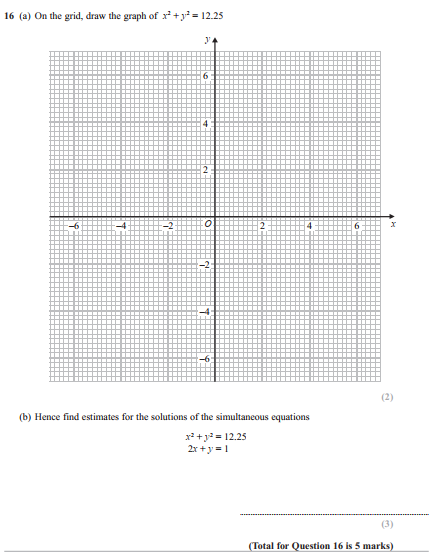 16 (a) On the grid, draw the graph of x² + y² = 12.25
y
6
4
2
-6 -4 -2 O 2 4 6 x
-2
-4
-6
(2)
(b) Hence find estimates for the solutions of the simultaneous equations
x² + y² = 12.25
2x + y = 1
(3)
(Total for Question 16 is 5 marks)